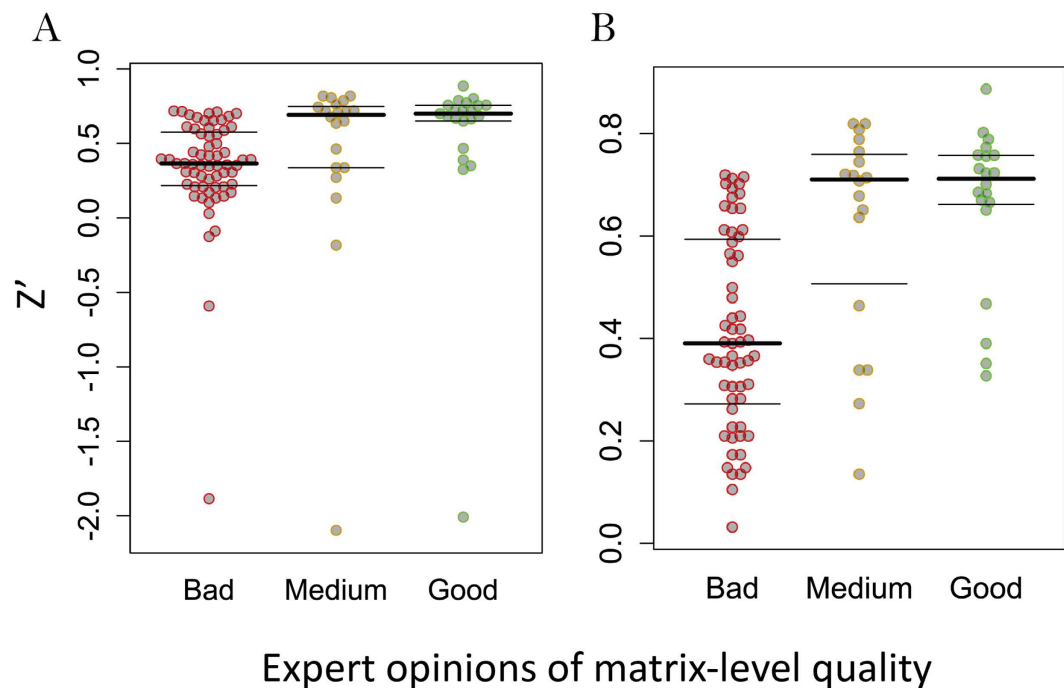 A
B
Z’
1.0
0.5
0.0
-0.5
-1.0
-1.5
-2.0
Bad Medium Good
0.8
0.6
0.4
0.2
0.0
Bad Medium Good
Expert opinions of matrix-level quality